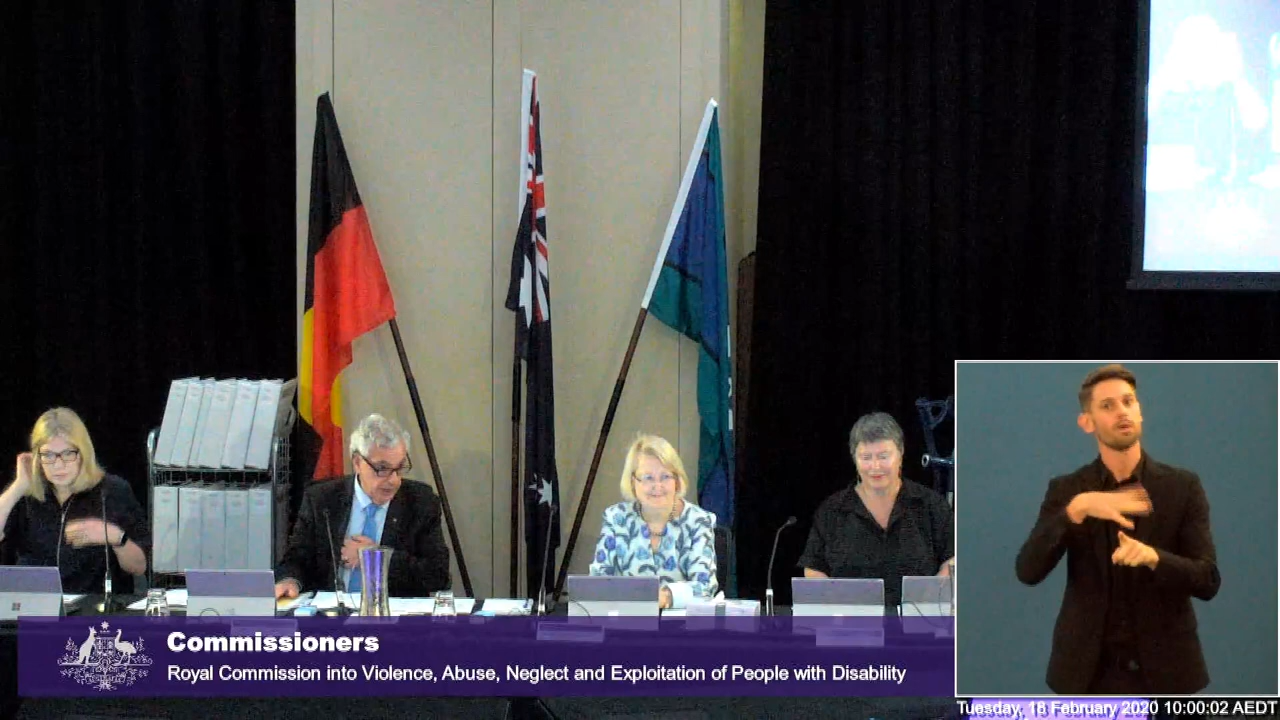 Commissioners
Royal Commission into Violence, Abuse, Neglect and Exploitation of People with Disability
Tuesday, 18 February 2020 10:00:02 AEDT